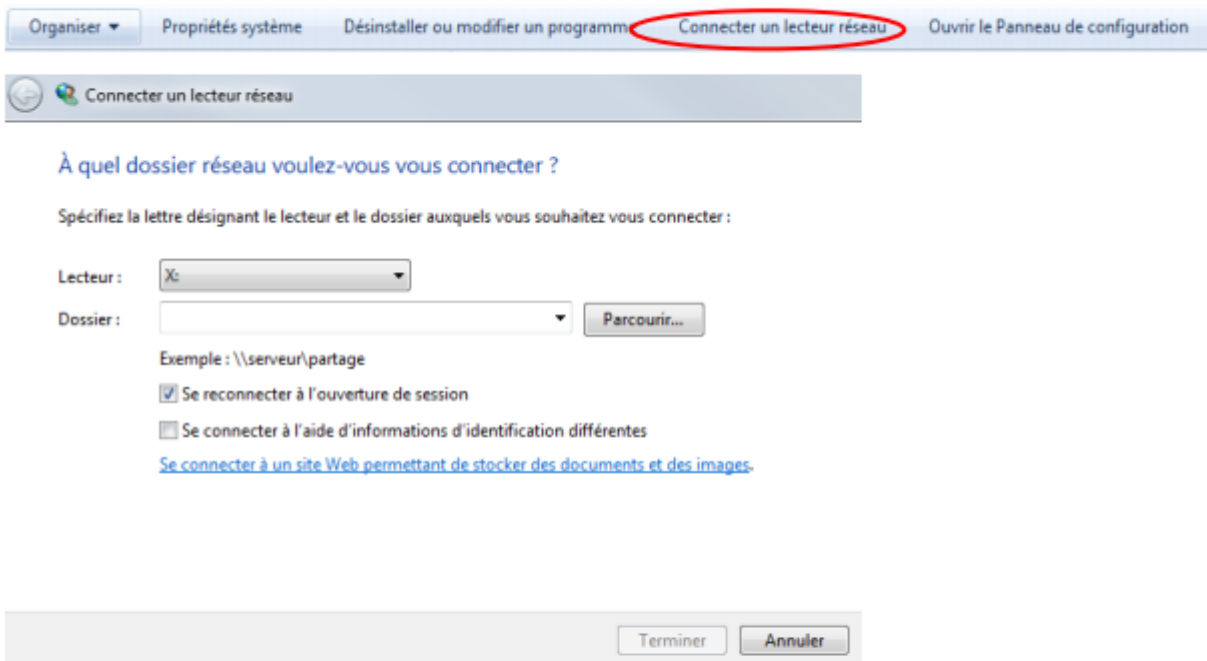 Organiser Propriétés système Désinstaller ou modifier un programme Connecter un lecteur réseau Ouvrir le Panneau de configuration
Connecter un lecteur réseau
À quel dossier réseau voulez-vous vous connecter ?
Spécifiez la lettre désignant le lecteur et le dossier auxquels vous souhaitez vous connecter :
Lecteur : X:
Dossier : Parcourir...
Exemple : \\serveur\partage
Se reconnecter à l'ouverture de session
Se connecter à l'aide d'informations d'identification différentes
Se connecter à un site Web permettant de stocker des documents et des images.
Terminer Annuler